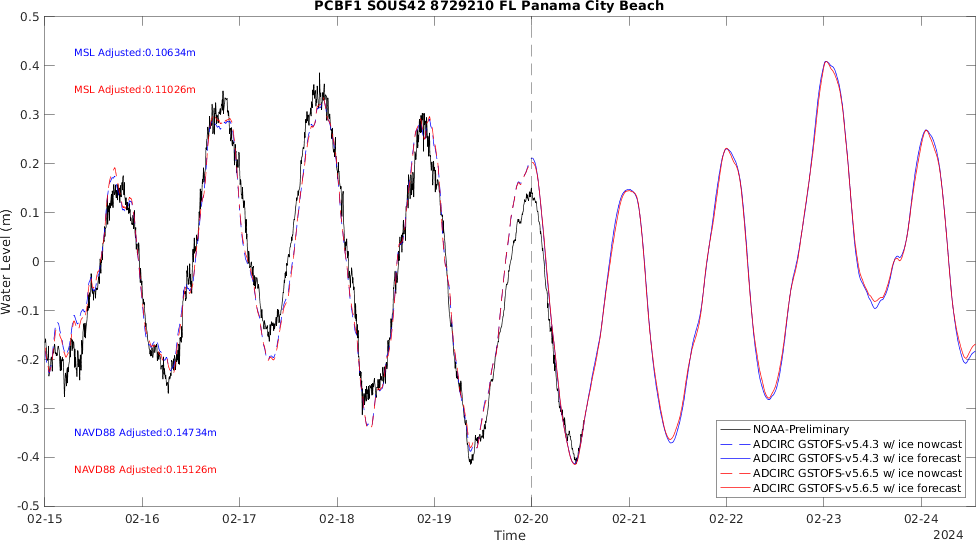 PCBF1 SOUS42 8729210 FL Panama City Beach
0.5
0.4
0.3
0.2
0.1
0
-0.1
-0.2
-0.3
-0.4
-0.5
Water Level (m)
MSL Adjusted:0.10634m
MSL Adjusted:0.11026m
NAVD88 Adjusted:0.14734m
NAVD88 Adjusted:0.15126m
NOAA-Preliminary
ADCIRC GSTOFS-v5.4.3 w/ ice nowcast
ADCIRC GSTOFS-v5.4.3 w/ ice forecast
ADCIRC GSTOFS-v5.6.5 w/ ice nowcast
ADCIRC GSTOFS-v5.6.5 w/ ice forecast
02-15 02-16 02-17 02-18 02-19 02-20 02-21 02-22 02-23 02-24
Time
2024